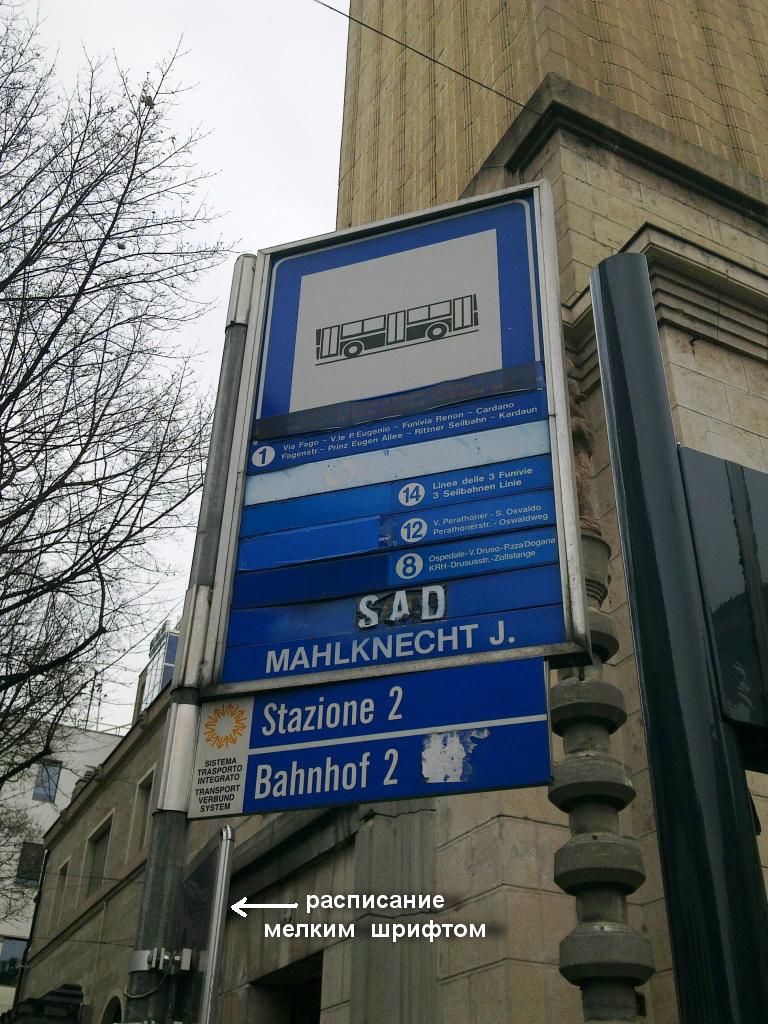 1
Via Fago - V.le P.Eugenio - Funivia Renon - Cardano
Fagenstr.- Prinz Eugen Allee - Rittner Seilbahn - Kardaun
14
Linea delle 3 Funivie
3 Seilbahnen Linie
12
V. Perathoner - S. Osvaldo
Perathonerstr. - Oswaldweg
8
Ospedale-V.Druso-P.zza Dogana
KRH-Drususstr.-Zollstange
SAD
MAHLKNECHT J.
Stazione 2
Bahnhof 2
SISTEMA
TRASPORTO
INTEGRATO
TRANSPORT
VERBUND
SYSTEM
расписание
мелким шрифтом